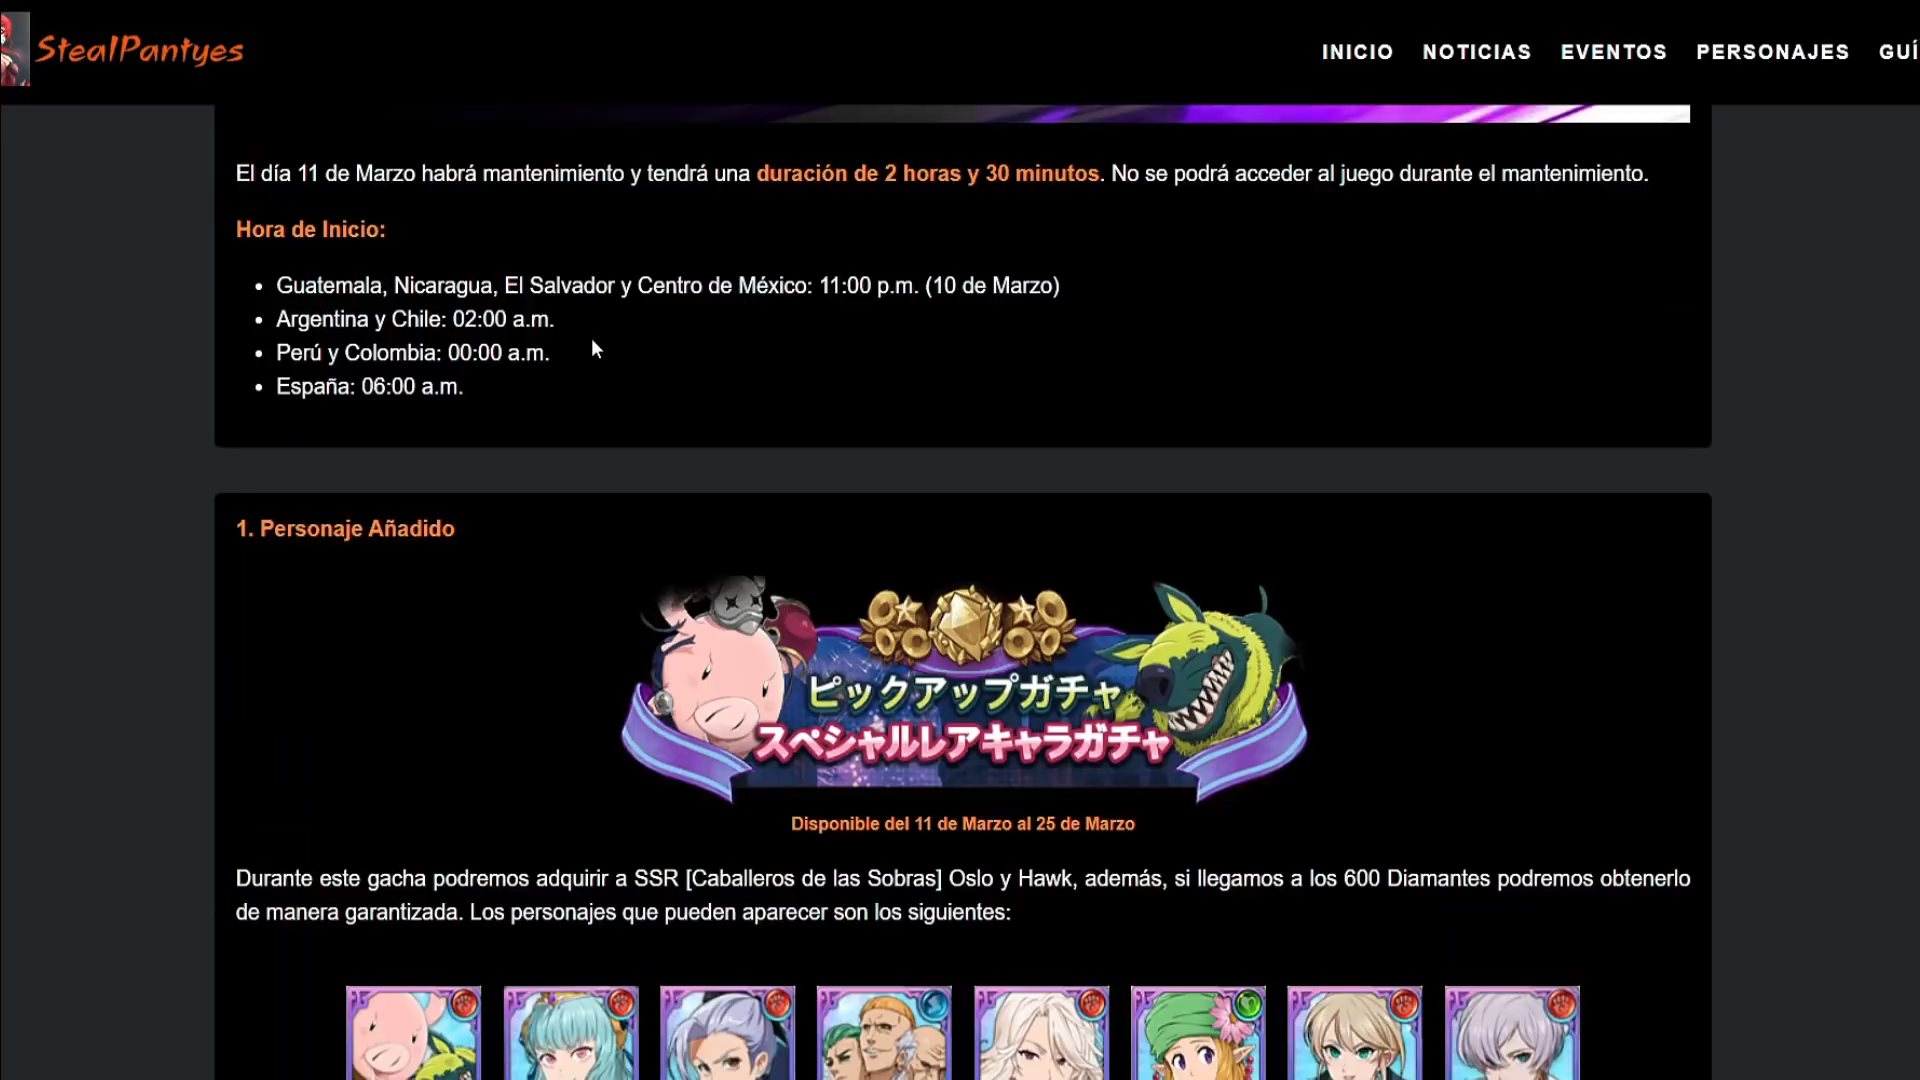 StealPantyes
INICIO NOTICIAS EVENTOS PERSONAJES GUÍ
El día 11 de Marzo habrá mantenimiento y tendrá una duración de 2 horas y 30 minutos. No se podrá acceder al juego durante el mantenimiento.
Hora de Inicio:
• Guatemala, Nicaragua, El Salvador y Centro de México: 11:00 p.m. (10 de Marzo)
• Argentina y Chile: 02:00 a.m.
• Perú y Colombia: 00:00 a.m.
• España: 06:00 a.m.
1. Personaje Añadido
ピックアップガチャ
スペシャルレアキャラガチャ
Disponible del 11 de Marzo al 25 de Marzo
Durante este gacha podremos adquirir a SSR [Caballeros de las Sobras] Oslo y Hawk, además, si llegamos a los 600 Diamantes podremos obtenerlo
de manera garantizada. Los personajes que pueden aparecer son los siguientes: